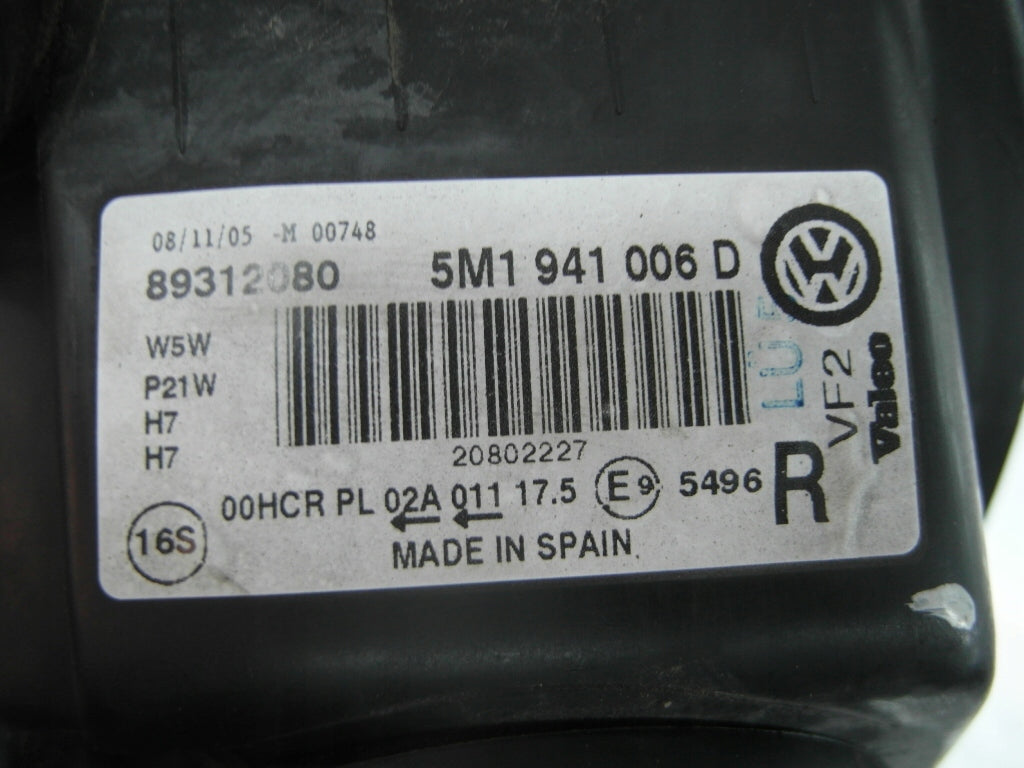 08/11/05 -M 00748
89312080 5M1 941 006 D
W5W
P21W
H7
H7
20802227
00HCR PL 02A 011 17.5 E9 5496 R
16S
MADE IN SPAIN
VF2
Valeo